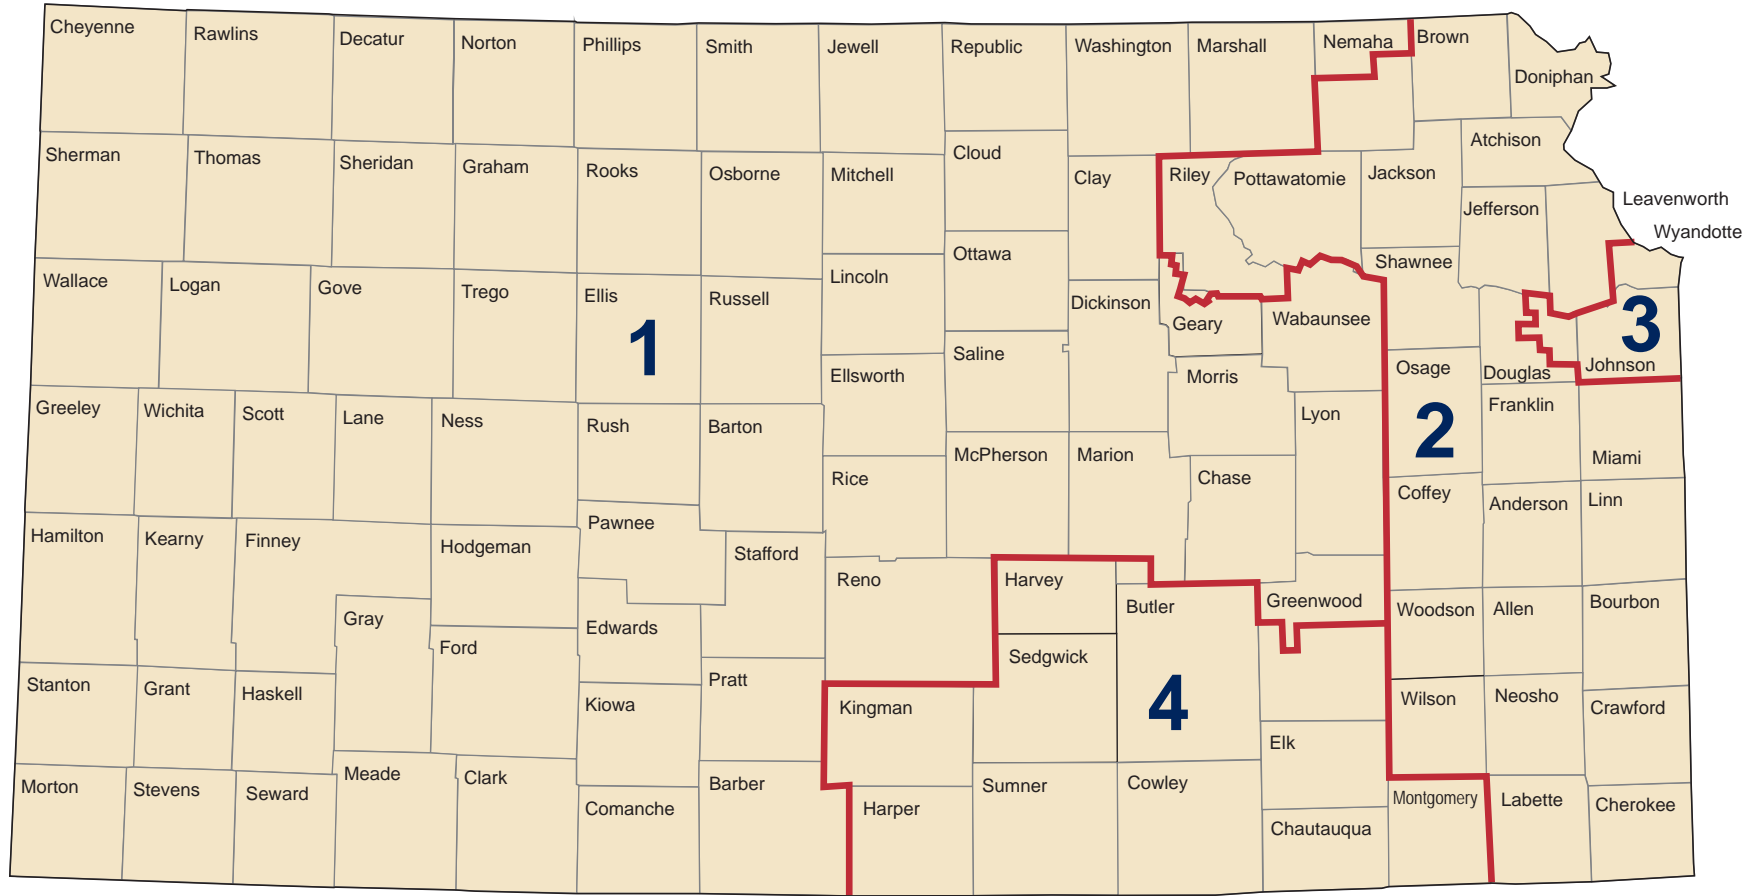 Cheyenne
Rawlins
Decatur
Norton
Phillips
Smith
Jewell
Republic
Washington
Marshall
Nemaha
Brown
Doniphan
Sherman
Thomas
Sheridan
Graham
Rooks
Osborne
Mitchell
Cloud
Clay
Riley
Pottawatomie
Jackson
Atchison
Jefferson
Leavenworth
Wyandotte
Wallace
Logan
Gove
Trego
Ellis
Russell
Lincoln
Ottawa
Dickinson
Geary
Wabaunsee
Shawnee
1
3
Saline
Ellsworth
Morris
Osage
Douglas
Johnson
Greeley
Wichita
Scott
Lane
Ness
Rush
Barton
Rice
McPherson
Marion
Chase
Lyon
2
Franklin
Miami
Coffey
Anderson
Linn
Hamilton
Kearny
Finney
Hodgeman
Pawnee
Stafford
Reno
Harvey
Butler
Greenwood
Woodson
Allen
Bourbon
Gray
Ford
Edwards
Sedgwick
Stanton
Grant
Haskell
Kiowa
Pratt
Kingman
4
Wilson
Neosho
Crawford
Elk
Morton
Stevens
Seward
Meade
Clark
Comanche
Barber
Harper
Sumner
Cowley
Chautauqua
Montgomery
Labette
Cherokee